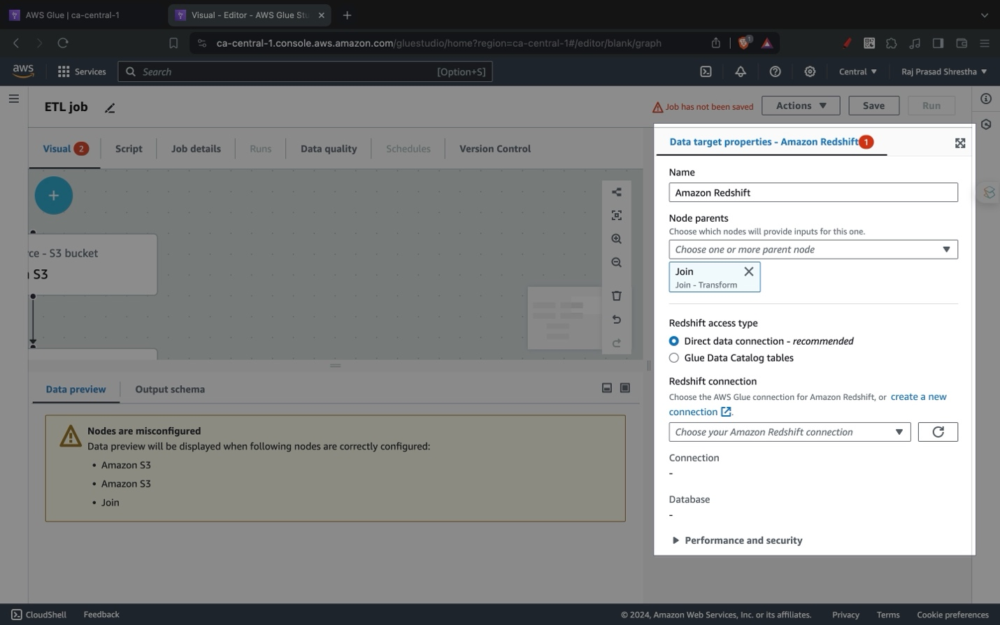 AWS Glue | ca-central-1
Visual - Editor - AWS Glue Stu
ca-central-1.console.aws.amazon.com/gluestudio/home?region=ca-central-1#/editor/blank/graph
1
aws
Services
Search
[Option+S]
Central
Raj Prasad Shrestha
ETL job
Job has not been saved
Actions
Save
Run
Visual 2
Script
Job details
Runs
Data quality
Schedules
Version Control
rce - S3 bucket
S3
Data preview
Output schema
Nodes are misconfigured
Data preview will be displayed when following nodes are correctly configured:
• Amazon S3
• Amazon S3
• Join
Data target properties - Amazon Redshift 1
Name
Amazon Redshift
Node parents
Choose which nodes will provide inputs for this one.
Choose one or more parent node
Join
Join - Transform
Redshift access type
Direct data connection - recommended
Glue Data Catalog tables
Redshift connection
Choose the AWS Glue connection for Amazon Redshift, or create a new
connection.
Choose your Amazon Redshift connection
Connection
-
Database
-
Performance and security
CloudShell
Feedback
© 2024, Amazon Web Services, Inc. or its affiliates.
Privacy
Terms
Cookie preferences